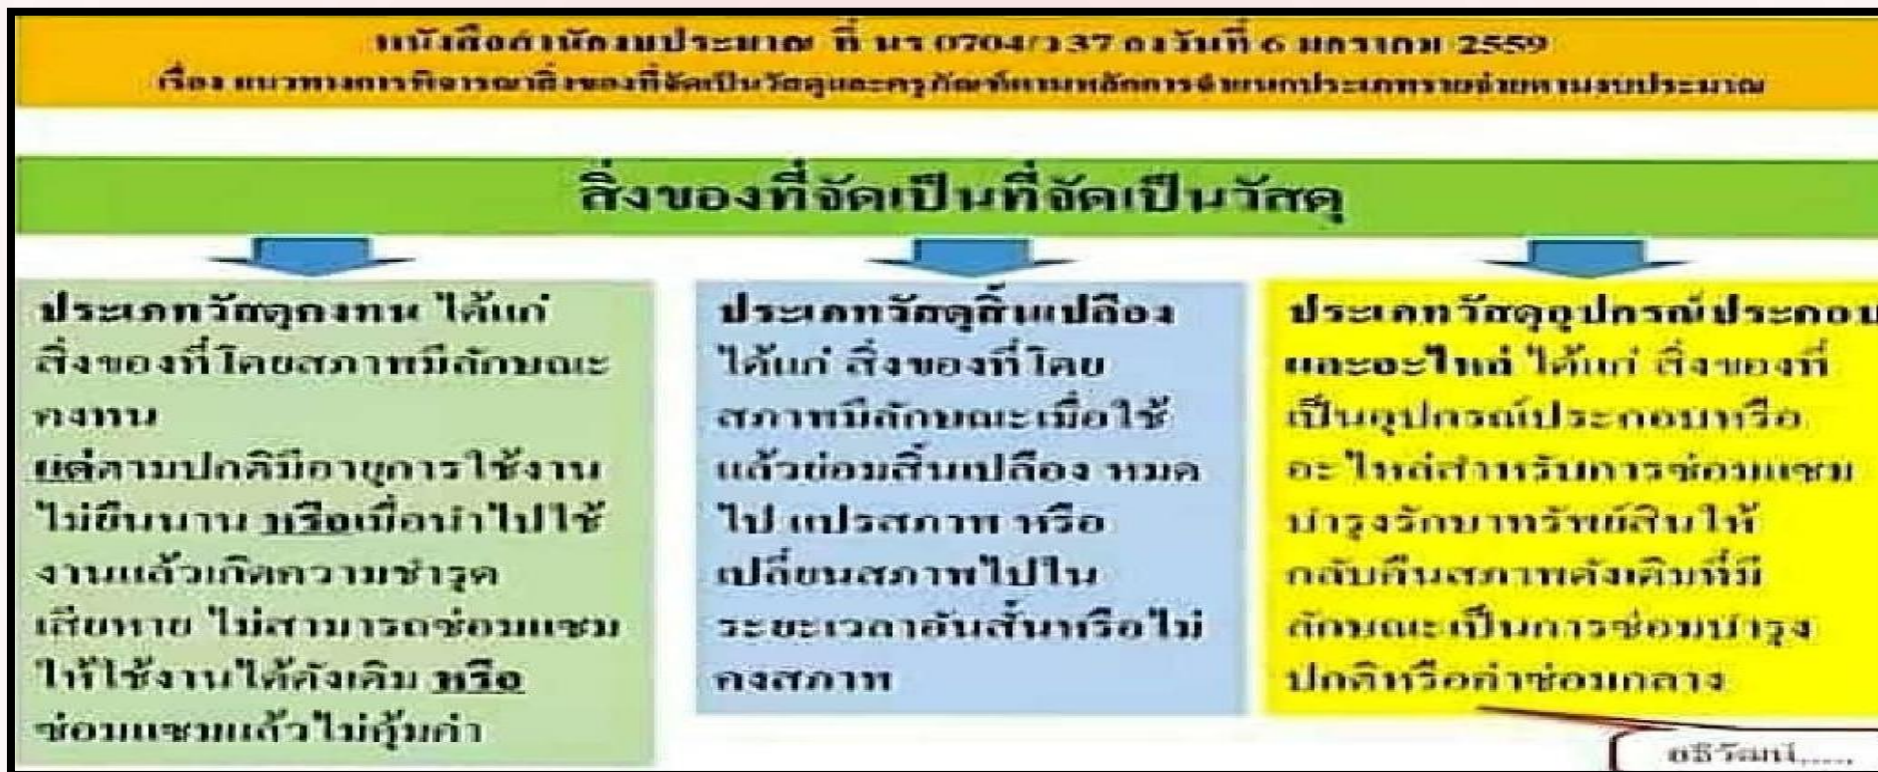 หนังสือสำนักงบประมาณ ที่ นร 0704/ว 37 ลงวันที่ 6 มกราคม 2559
เรื่อง แนวทางการพิจารณาสิ่งของที่จัดเป็นวัสดุและครุภัณฑ์ตามหลักการจำแนกประเภทรายจ่ายตามงบประมาณ
สิ่งของที่จัดเป็นที่จัดเป็นวัสดุ
ประเภทวัสดุคงทน ได้แก่
สิ่งของที่โดยสภาพมีลักษณะ
คงทน
แต่ตามปกติมีอายุการใช้งาน
ไม่ยืนนาน หรือเมื่อนำไปใช้
งานแล้วเกิดความชำรุด
เสียหาย ไม่สามารถซ่อมแซม
ให้ใช้งานได้ดังเดิม หรือ
ซ่อมแซมแล้วไม่คุ้มค่า
ประเภทวัสดุสิ้นเปลือง
ได้แก่ สิ่งของที่โดย
สภาพมีลักษณะเมื่อใช้
แล้วย่อมสิ้นเปลือง หมด
ไป แปรสภาพ หรือ
เปลี่ยนสภาพไปใน
ระยะเวลาอันสั้นหรือไม่
คงสภาพ
ประเภทวัสดุอุปกรณ์ประกอบ
และอะไหล่ ได้แก่ สิ่งของที่
เป็นอุปกรณ์ประกอบหรือ
อะไหล่สำหรับการซ่อมแซม
บำรุงรักษาทรัพย์สินให้
กลับคืนสภาพดังเดิมที่มี
ลักษณะเป็นการซ่อมบำรุง
ปกติหรือค่าซ่อมกลาง